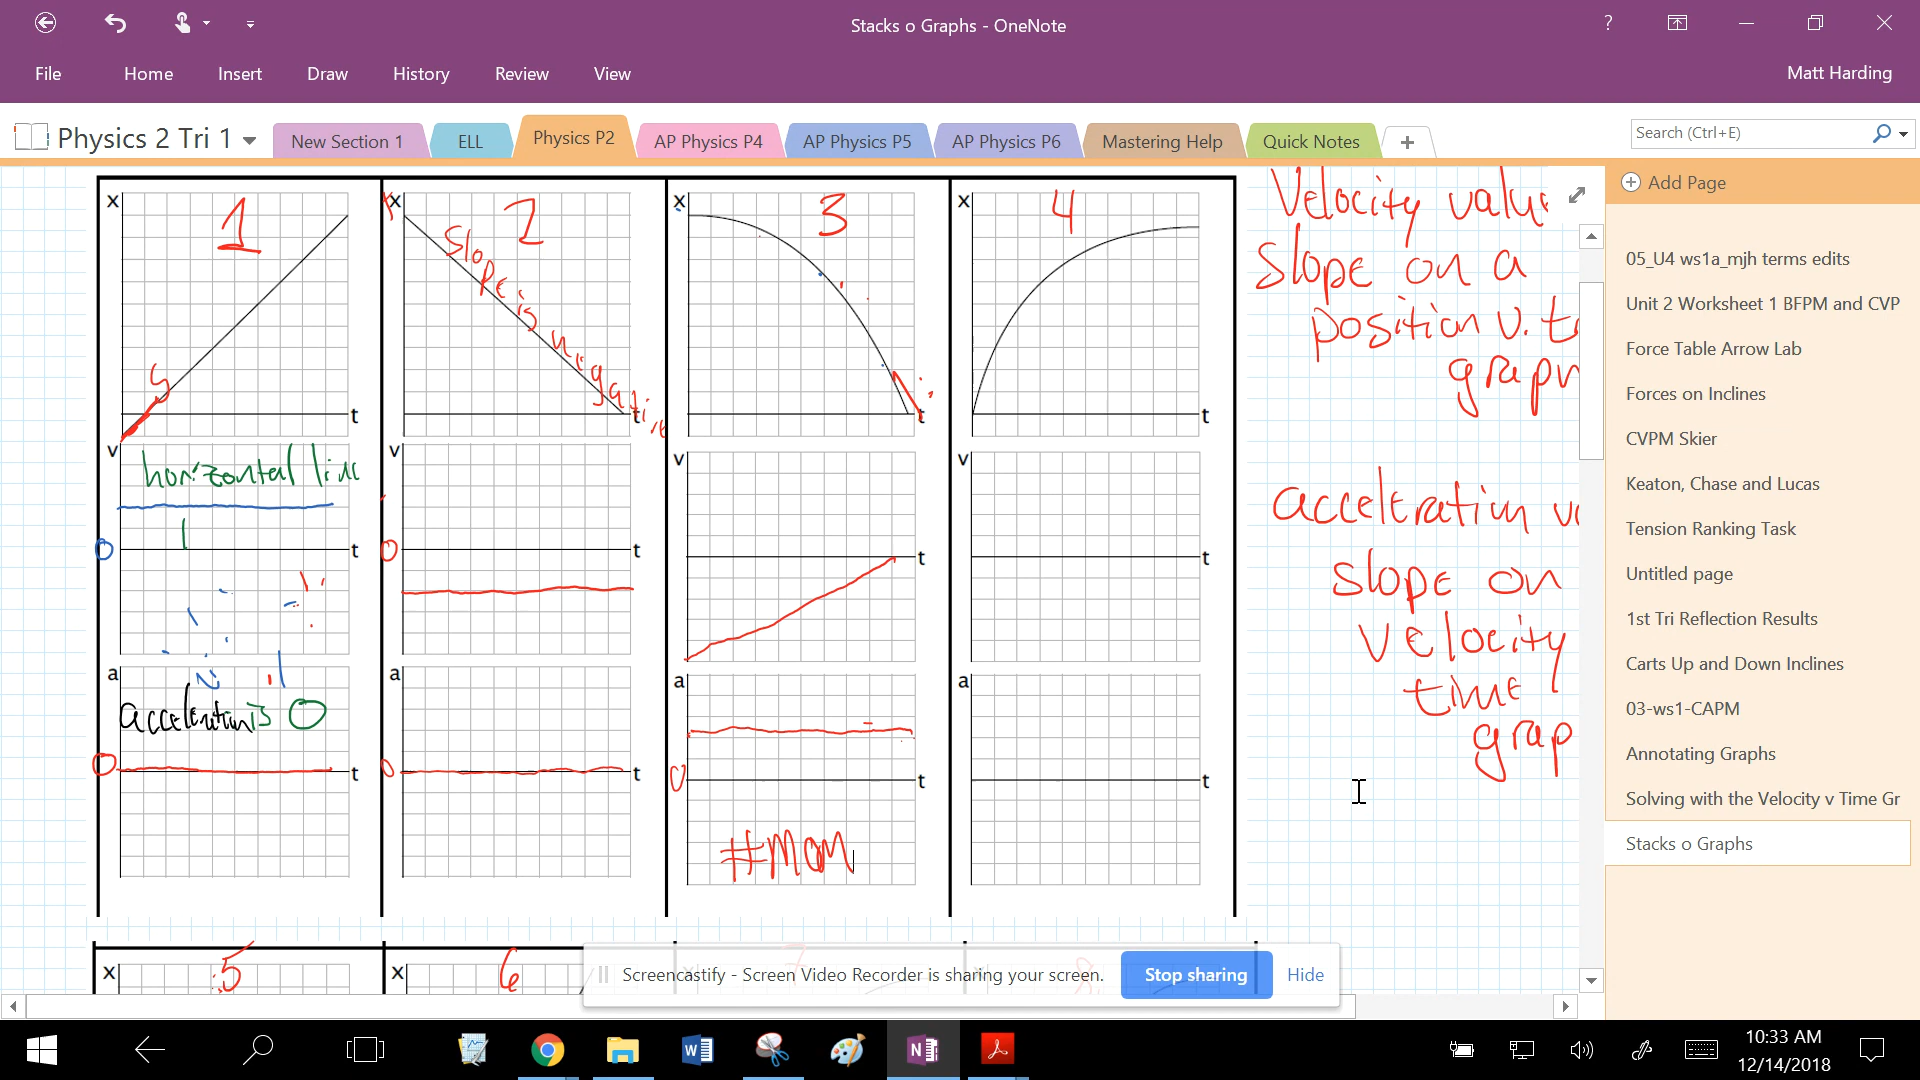 Stacks o Graphs - OneNote
?
File Home Insert Draw History Review View
Matt Harding
Physics 2 Tri 1
New Section 1
ELL
Physics P2
AP Physics P4
AP Physics P5
AP Physics P6
Mastering Help
Quick Notes
+
Search (Ctrl+E)
x 1 t
x 2 t
Slope is nigative
x 3 t
x 4 t
v horizontal line
0 t
v
0 t
v t
v t
a
accelerationis 0
0 t
a
0 t
a
0 t
#mom
a t
x 5
x 6
Velocity value
slope on a
position v. t
graph
acceleration v
slope on
velocity
time
grap
Add Page
05_U4 ws1a_mjh terms edits
Unit 2 Worksheet 1 BFPM and CVP
Force Table Arrow Lab
Forces on Inclines
CVPM Skier
Keaton, Chase and Lucas
Tension Ranking Task
Untitled page
1st Tri Reflection Results
Carts Up and Down Inclines
03-ws1-CAPM
Annotating Graphs
Solving with the Velocity v Time Gr
Stacks o Graphs
Screencastify - Screen Video Recorder is sharing your screen.
Stop sharing
Hide
10:33 AM
12/14/2018